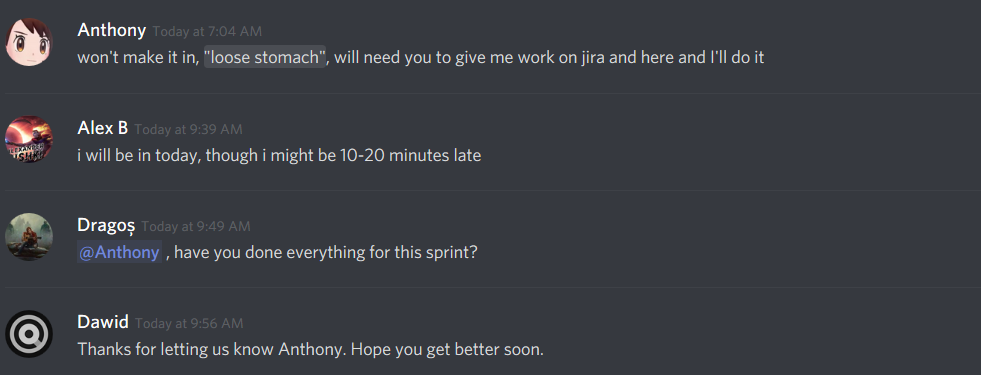 Anthony Today at 7:04 AM
won't make it in, "loose stomach", will need you to give me work on jira and here and I'll do it
Alex B Today at 9:39 AM
i will be in today, though i might be 10-20 minutes late
Dragoș Today at 9:49 AM
@Anthony , have you done everything for this sprint?
Dawid Today at 9:56 AM
Thanks for letting us know Anthony. Hope you get better soon.